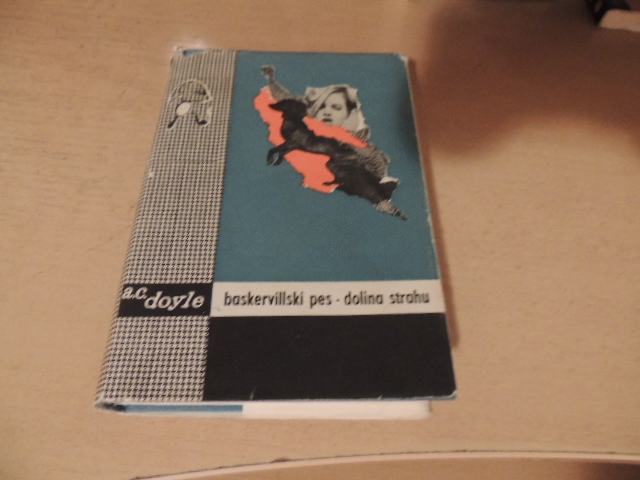 a.c. doyle
baskervillski pes • dolina strahu